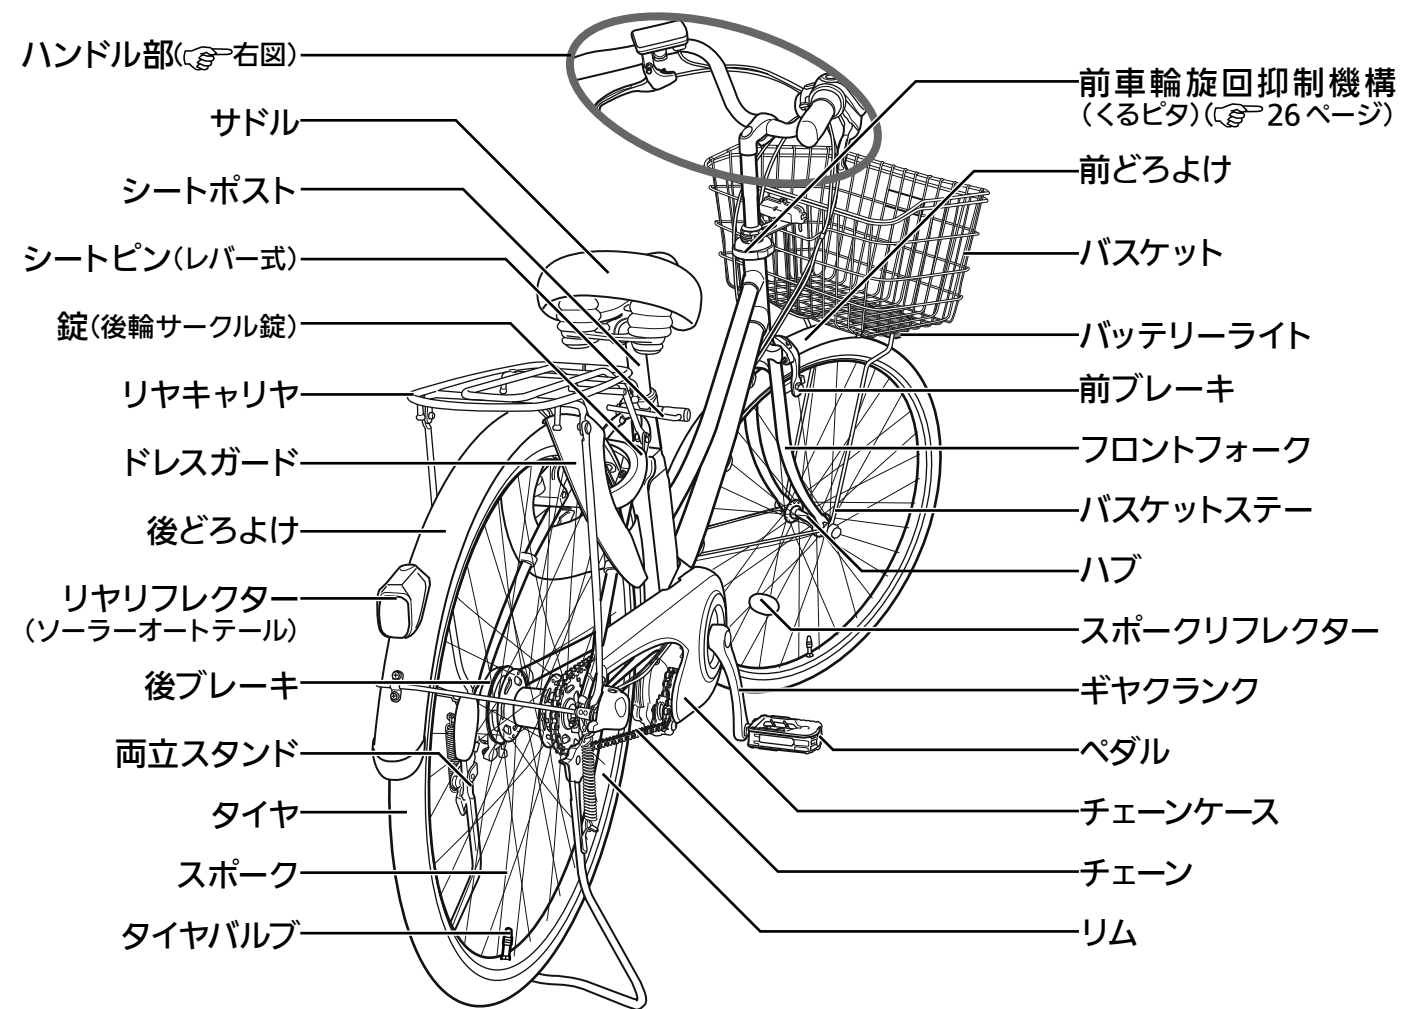 ハンドル部(☞右図)
サドル
シートポスト
シートピン(レバー式)
錠(後輪サークル錠)
リヤキャリヤ
ドレスガード
後どろよけ
リヤリフレクター
(ソーラーオートテール)
後ブレーキ
両立スタンド
タイヤ
スポーク
タイヤバルブ
前車輪旋回抑制機構
(くるピタ)(☞26ページ)
前どろよけ
バスケット
バッテリーライト
前ブレーキ
フロントフォーク
バスケットステー
ハブ
スポークリフレクター
ギヤクランク
ペダル
チェーンケース
チェーン
リム